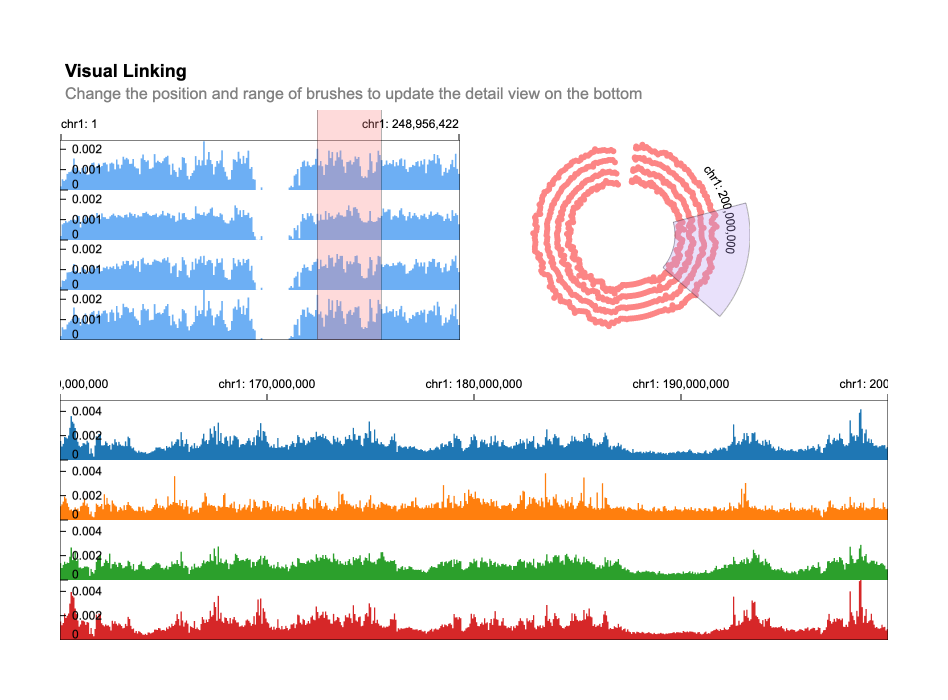 Visual Linking
Change the position and range of brushes to update the detail view on the bottom
chr1: 1
chr1: 248,956,422
0.002
0.001
0
0.002
0.001
0
0.002
0.001
0
0.002
0.001
0
chr1: 200,000,000
),000,000
chr1: 170,000,000
chr1: 180,000,000
chr1: 190,000,000
chr1: 200
0.004
0.002
0
0.004
0.002
0
0.004
0.002
0
0.004
0.002
0